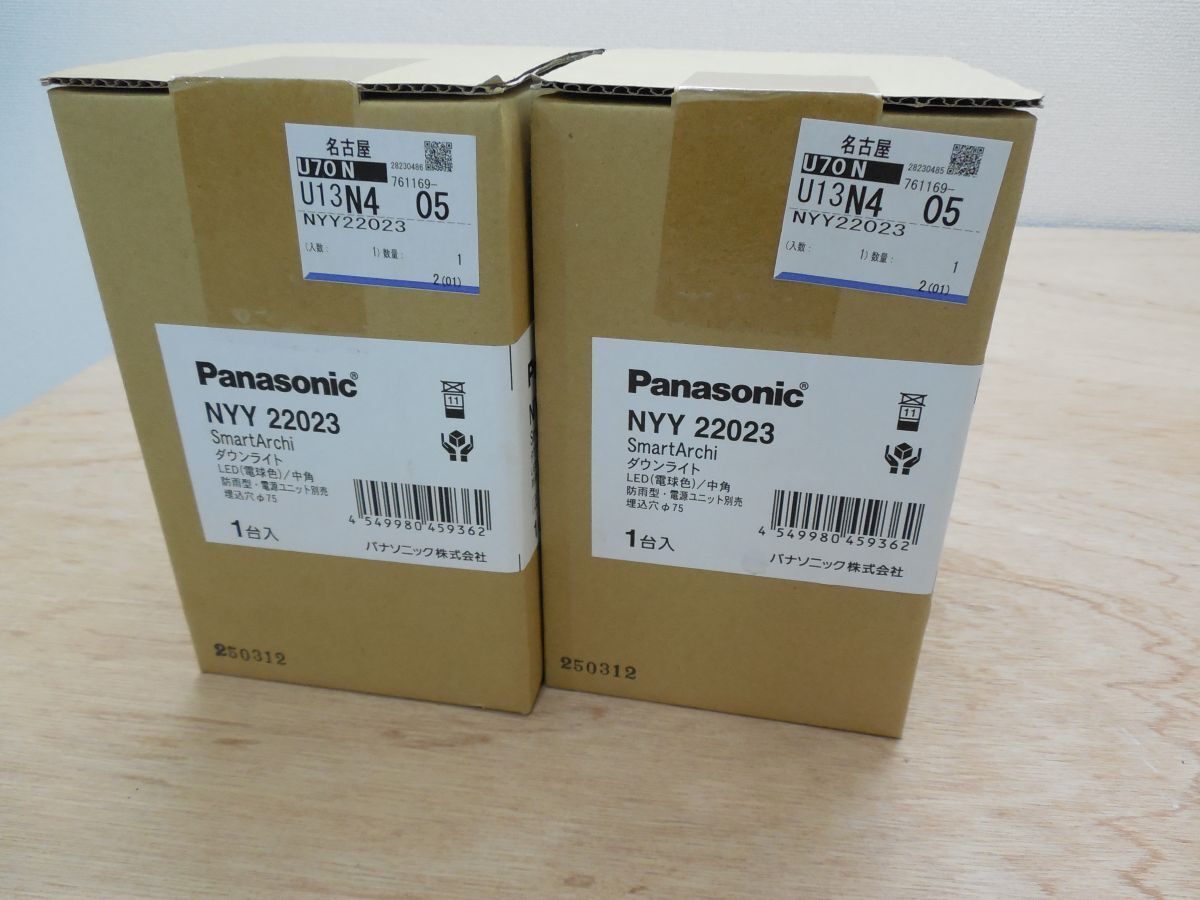 名古屋
U70N
28230486
761169-
U13N4 05
NYY22023
(入数: 1) 数量: 1
2(01)
Panasonic®
NYY 22023
11
SmartArchi
ダウンライト
LED(電球色)/中角
防雨型・電源ユニット別売
埋込穴φ75
4 549980 459362
1台入
パナソニック株式会社
250312
名古屋
U70N
28230485
761169-
U13N4 05
NYY22023
(入数: 1) 数量: 1
2(01)
Panasonic®
NYY 22023
11
SmartArchi
ダウンライト
LED(電球色)/中角
防雨型・電源ユニット別売
埋込穴φ75
4 549980 459362
1台入
パナソニック株式会社
250312